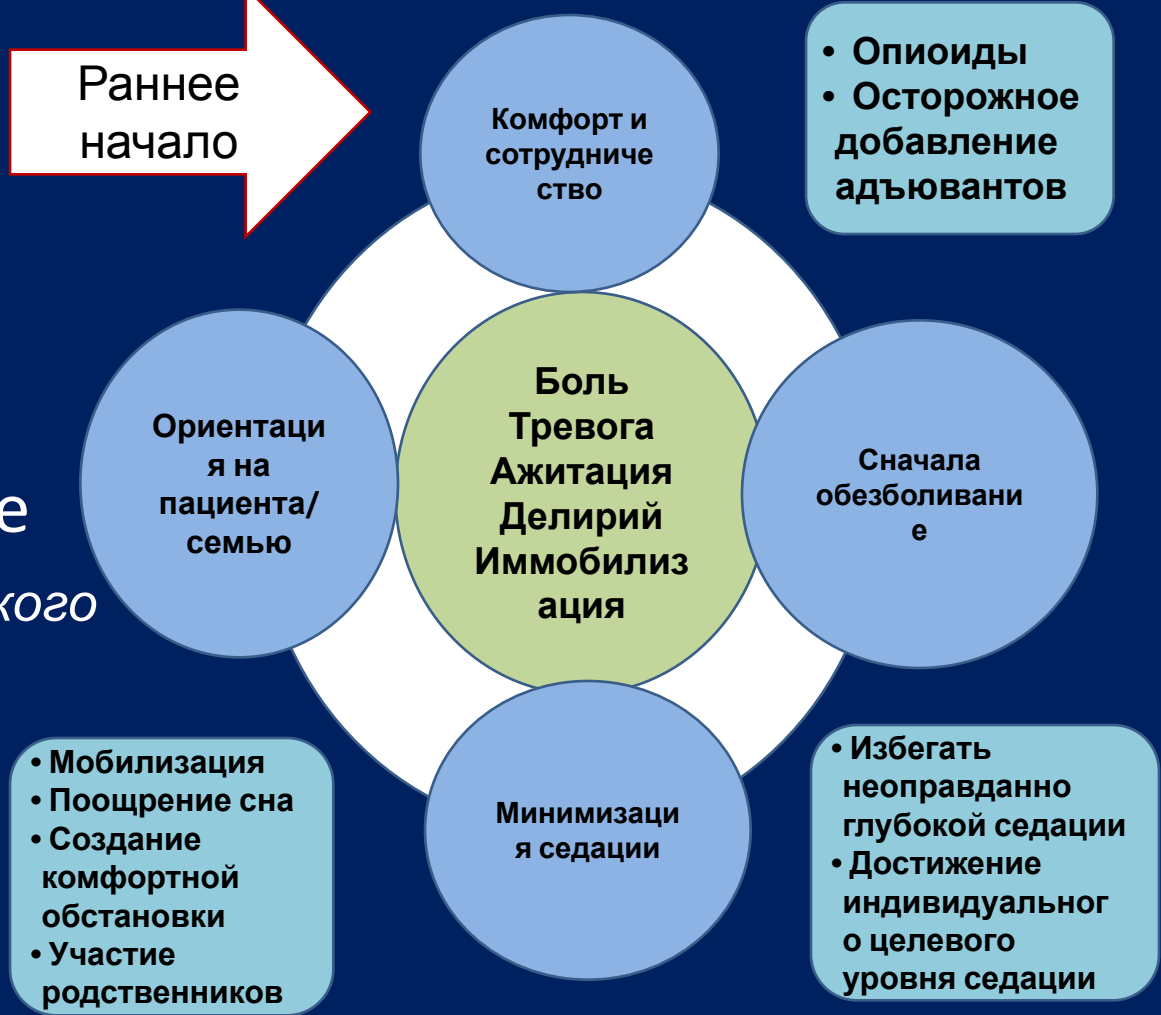 Раннее
начало
Комфорт и
сотрудниче
ство
• Опиоиды
• Осторожное
добавление
адъювантов
Ориентаци
я на
пациента/
семью
Боль
Тревога
Ажитация
Делирий
Иммобилиз
ация
Сначала
обезболивани
е
е
кого
Минимизаци
я седации
• Мобилизация
• Поощрение сна
• Создание
комфортной
обстановки
• Участие
родственников
• Избегать
неоправданно
глубокой седации
• Достижение
индивидуальног
о целевого
уровня седации